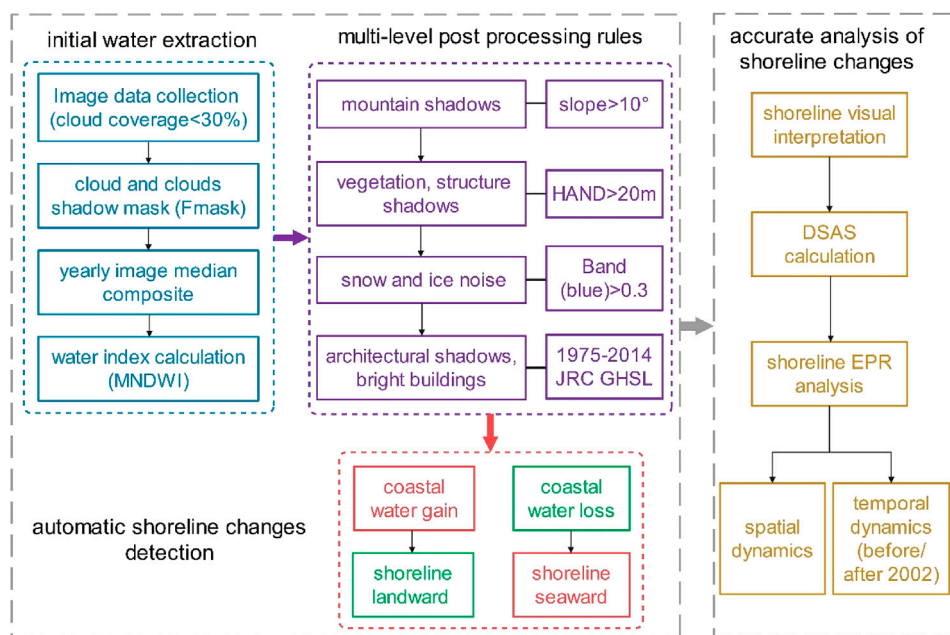 initial water extraction
Image data collection
(cloud coverage<30%)
cloud and clouds
shadow mask (Fmask)
yearly image median
composite
water index calculation
(MNDWI)
multi-level post processing rules
mountain shadows
slope>10°
vegetation, structure
shadows
HAND>20m
snow and ice noise
Band
(blue)>0.3
architectural shadows,
bright buildings
1975-2014
JRC GHSL
automatic shoreline changes
detection
coastal
water gain
coastal
water loss
shoreline
landward
shoreline
seaward
accurate analysis of
shoreline changes
shoreline visual
interpretation
DSAS
calculation
shoreline EPR
analysis
spatial
dynamics
temporal
dynamics
(before/
after 2002)